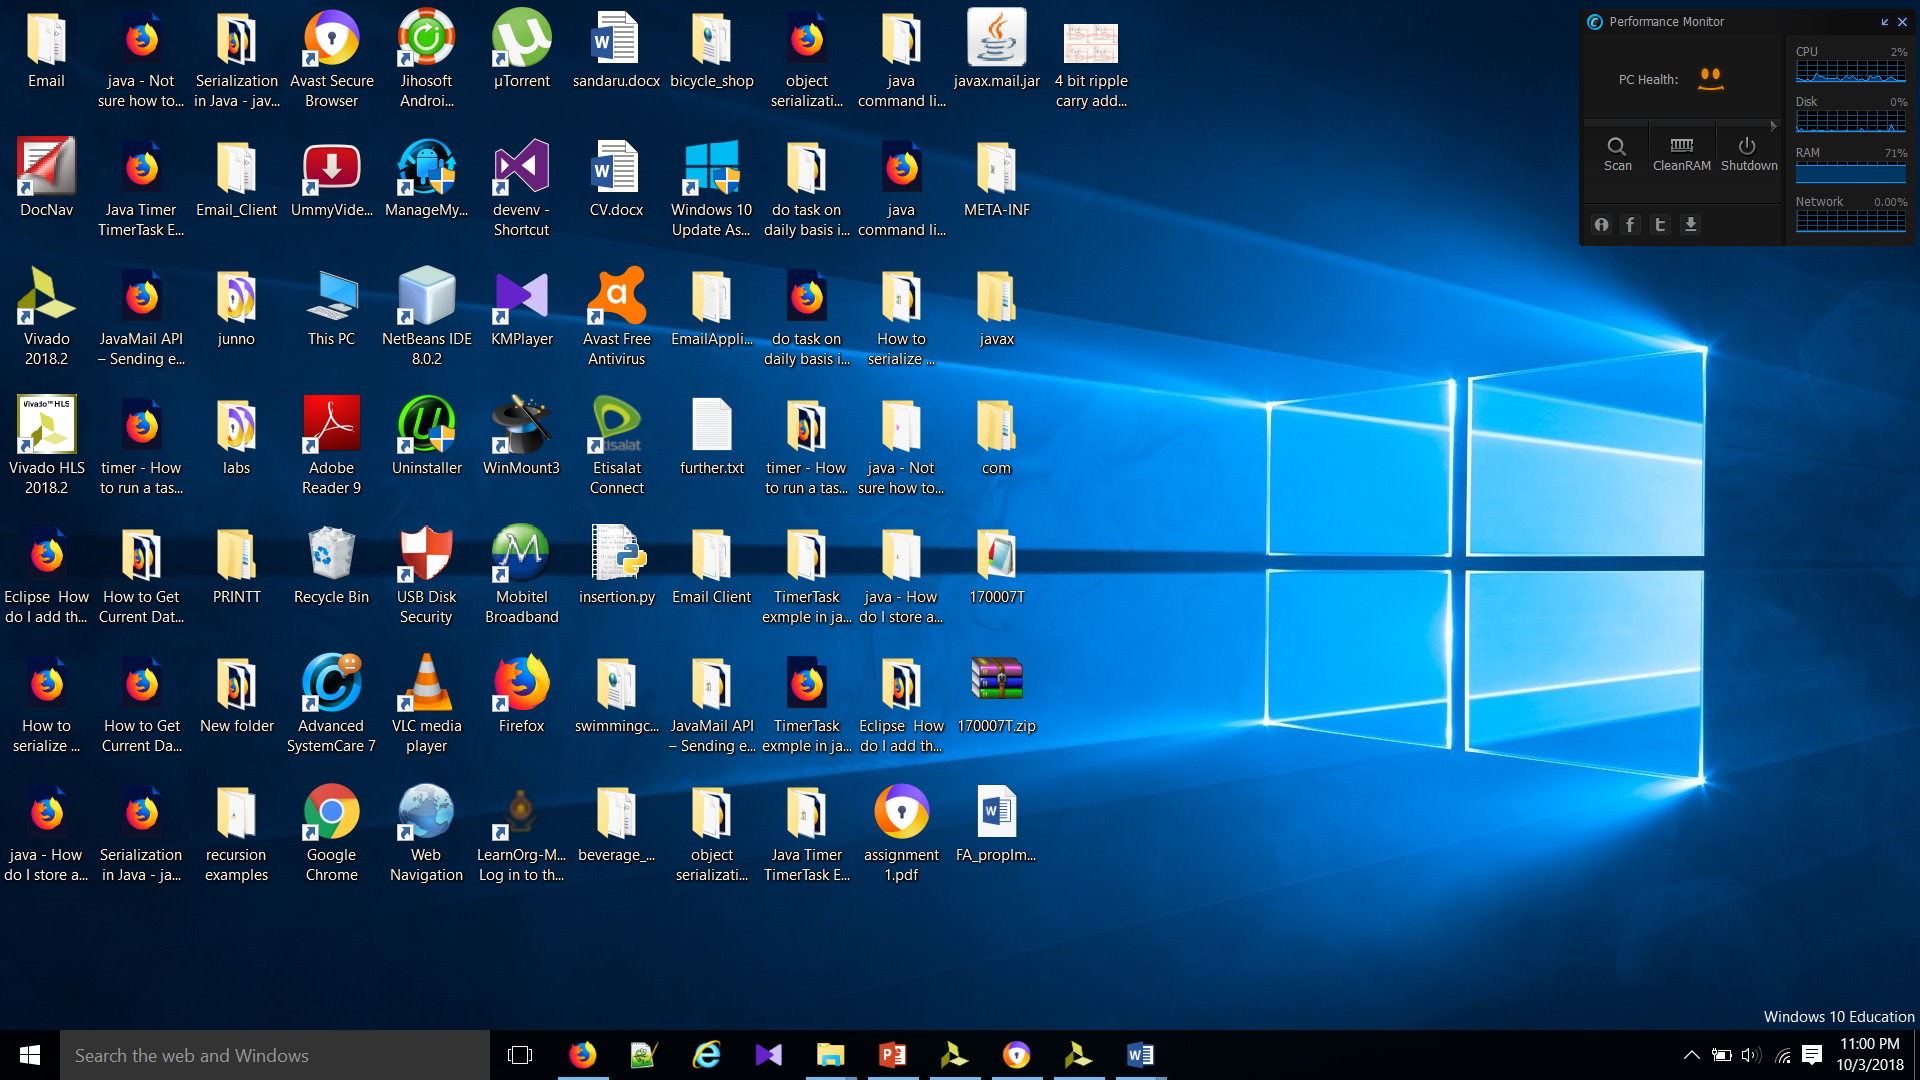 Email
java - Not
sure how to...
Serialization
in Java - jav...
Avast Secure
Browser
Jihosoft
Androi...
µTorrent
sandaru.docx
bicycle_shop
object
serializati...
java
command li...
javax.mail.jar
4 bit ripple
carry add...
DocNav
Java Timer
TimerTask E...
Email_Client
UmmyVide...
ManageMy...
devenv -
Shortcut
CV.docx
Windows 10
Update As...
do task on
daily basis i...
java
command li...
META-INF
Vivado
2018.2
JavaMail API
– Sending e...
junno
This PC
NetBeans IDE
8.0.2
KMPlayer
Avast Free
Antivirus
EmailAppli...
do task on
daily basis i...
How to
serialize ...
javax
Vivado™ HLS
Vivado HLS
2018.2
timer - How
to run a tas...
labs
Adobe
Reader 9
Uninstaller
WinMount3
Etisalat
Connect
further.txt
timer - How
to run a tas...
java - Not
sure how to...
com
Eclipse How
do I add th...
How to Get
Current Dat...
PRINTT
Recycle Bin
USB Disk
Security
Mobitel
Broadband
insertion.py
Email Client
TimerTask
exmple in ja...
java - How
do I store a...
170007T
How to
serialize ...
How to Get
Current Da...
New folder
Advanced
SystemCare 7
VLC media
player
Firefox
swimmingc...
JavaMail API
– Sending e...
TimerTask
exmple in ja...
Eclipse How
do I add th...
170007T.zip
java - How
do I store a...
Serialization
in Java - ja...
recursion
examples
Google
Chrome
Web
Navigation
LearnOrg-M...
Log in to th...
beverage_...
object
serializati...
Java Timer
TimerTask E...
assignment
1.pdf
FA_propIm...
Performance Monitor
PC Health:
Scan
CleanRAM
Shutdown
CPU 2%
Disk 0%
RAM 71%
Network 0.00%
Windows 10 Education
Search the web and Windows
11:00 PM
10/3/2018